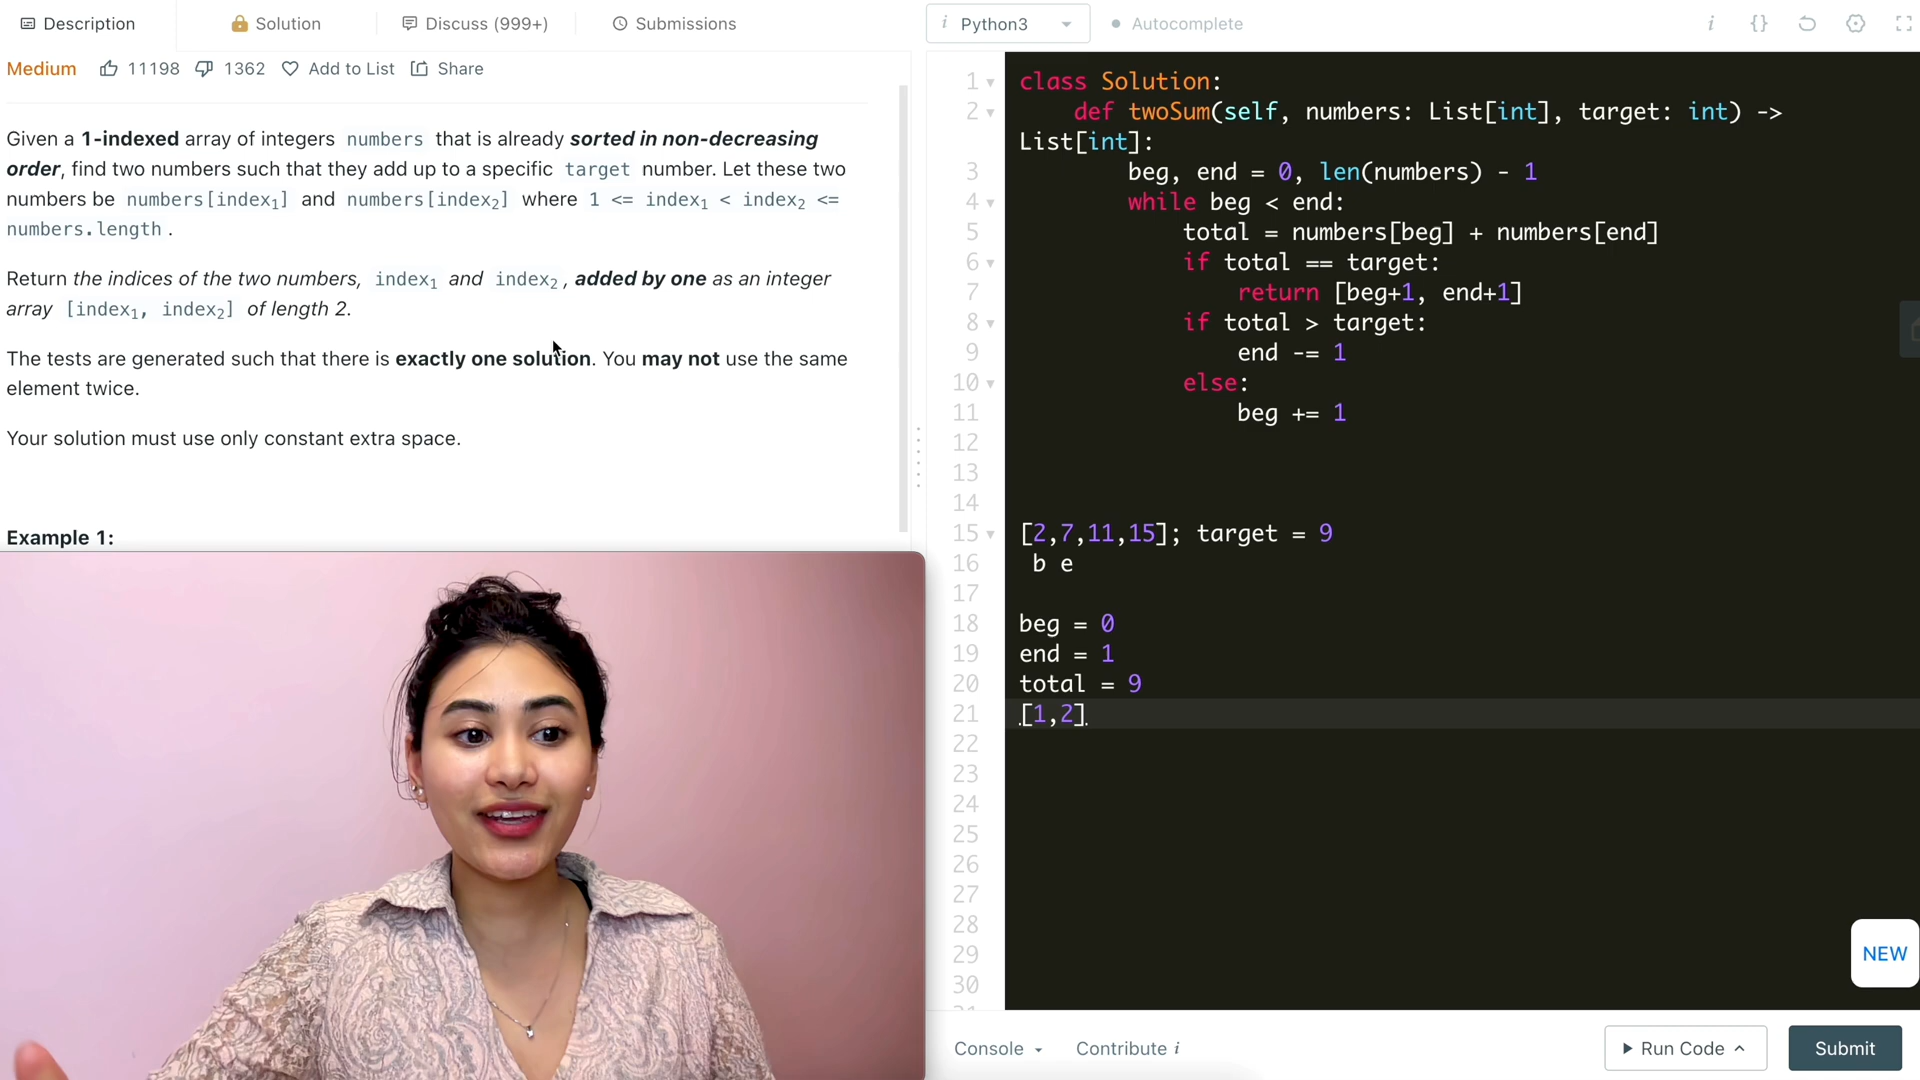 Description
Solution
Discuss (999+)
Submissions
i Python3
Autocomplete
i {}
Medium 11198 1362 Add to List Share
Given a 1-indexed array of integers numbers that is already sorted in non-decreasing
order, find two numbers such that they add up to a specific target number. Let these two
numbers be numbers[index₁] and numbers[index₂] where 1 <= index₁ < index₂ <=
numbers.length.
Return the indices of the two numbers, index₁ and index₂, added by one as an integer
array [index₁, index₂] of length 2.
The tests are generated such that there is exactly one solution. You may not use the same
element twice.
Your solution must use only constant extra space.
Example 1:
1 class Solution:
2     def twoSum(self, numbers: List[int], target: int) ->
List[int]:
3         beg, end = 0, len(numbers) - 1
4         while beg < end:
5             total = numbers[beg] + numbers[end]
6             if total == target:
7                 return [beg+1, end+1]
8             if total > target:
9                 end -= 1
10             else:
11                 beg += 1
12
13
14
15 [2,7,11,15]; target = 9
16  b e
17
18 beg = 0
19 end = 1
20 total = 9
21 [1,2]
22
23
24
25
26
27
28
29
30
NEW
Console
Contribute i
Run Code
Submit